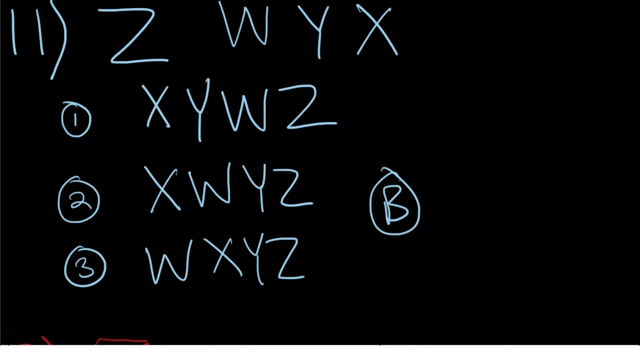 11) Z W Y X
① X Y W Z
② X W Y Z B
③ W X Y Z